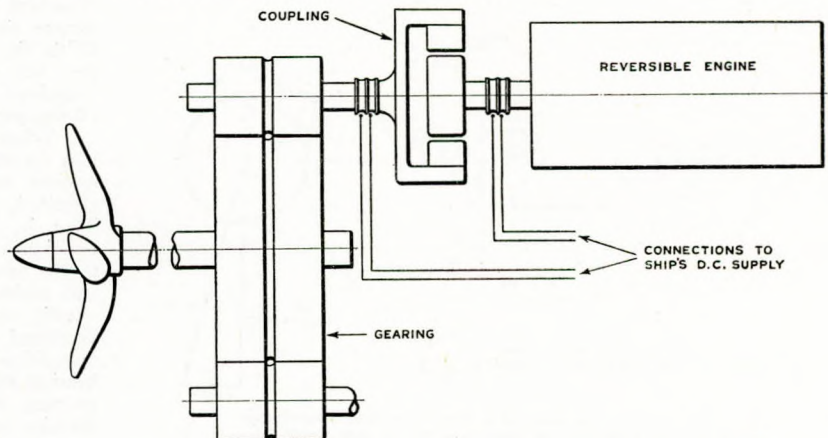 COUPLING
REVERSIBLE ENGINE
CONNECTIONS TO
SHIP'S D.C. SUPPLY
GEARING